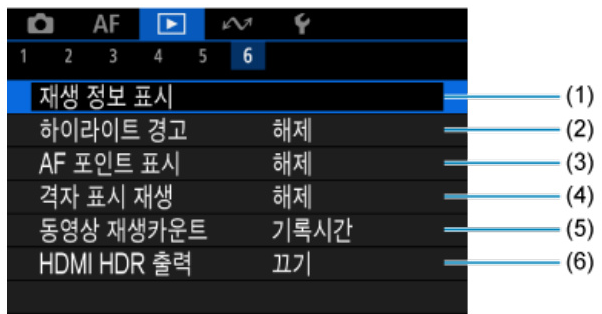 AF
1 2 3 4 5 6
재생 정보 표시 (1)
하이라이트 경고 해제 (2)
AF 포인트 표시 해제 (3)
격자 표시 재생 해제 (4)
동영상 재생카운트 기록시간 (5)
HDMI HDR 출력 끄기 (6)